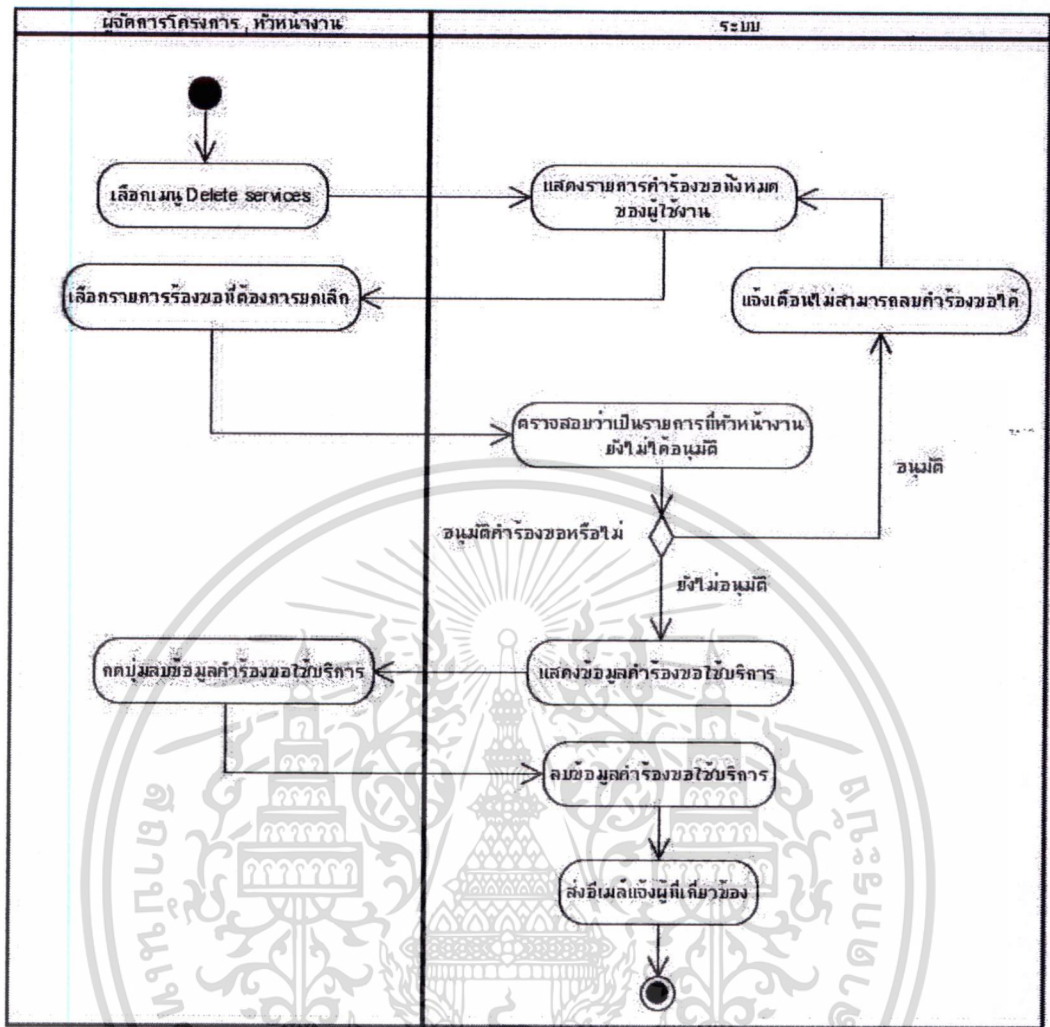 ผู้จัดการโครงการ , หัวหน้างาน
ระบบ
เลือกเมนู Delete services
แสดงรายการคำร้องขอทั้งหมด
ของผู้ใช้งาน
เลือกรายการร้องขอที่ต้องการยกเลิก
แจ้งเตือนไม่สามารถลบคำร้องขอได้
ตรวจสอบว่าเป็นรายการที่หัวหน้างาน
ยังไม่ได้อนุมัติ
อนุมัติ
อนุมัติคำร้องขอหรือไม่
ยังไม่อนุมัติ
กดปุ่มลบข้อมูลคำร้องขอใช้บริการ
แสดงข้อมูลคำร้องขอใช้บริการ
ลบข้อมูลคำร้องขอใช้บริการ
ส่งอีเมล์แจ้งผู้ที่เกี่ยวข้อง